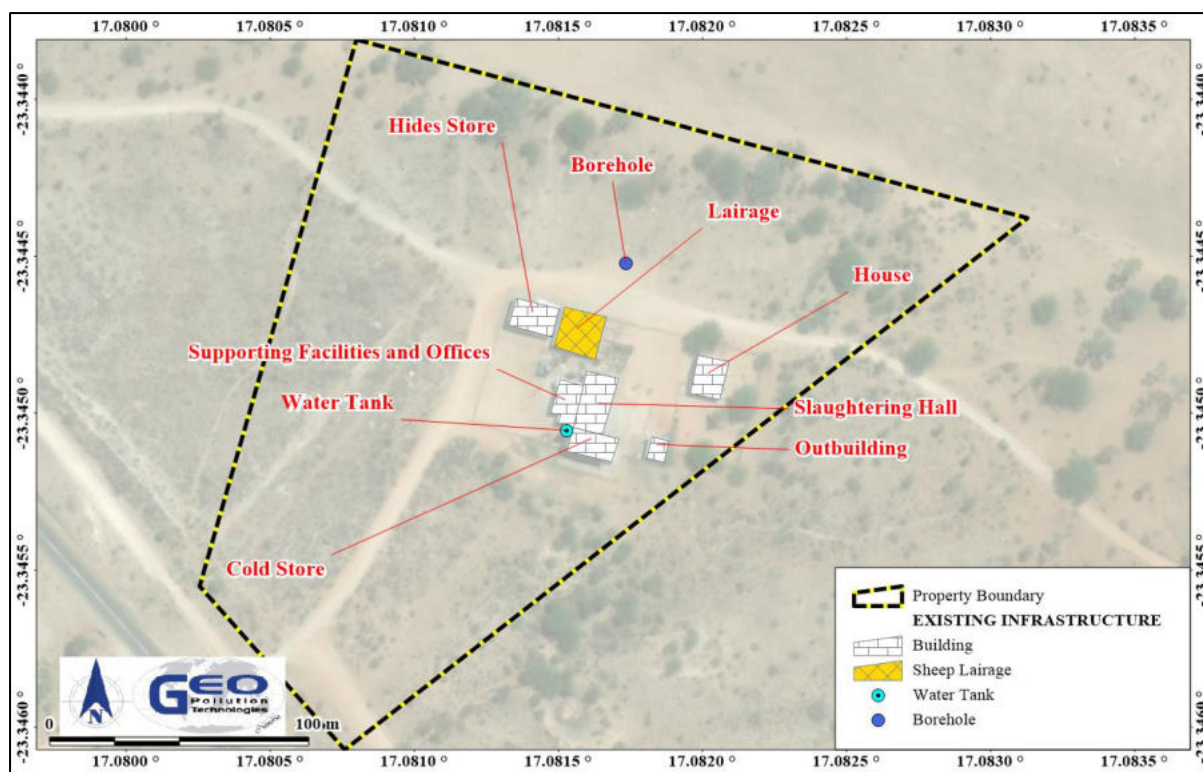 17.0800 ° 17.0805 ° 17.0810 ° 17.0815 ° 17.0820 ° 17.0825 ° 17.0830 ° 17.0835 °
-23.3440 °
-23.3445 °
-23.3450 °
-23.3455 °
-23.3460 °
Hides Store
Borehole
Lairage
House
Supporting Facilities and Offices
Water Tank
Slaughtering Hall
Outbuilding
Cold Store
-23.3440 °
-23.3445 °
-23.3450 °
-23.3455 °
-23.3460 °
Property Boundary
EXISTING INFRASTRUCTURE
Building
Sheep Lairage
Water Tank
Borehole
N
GEO
Pollution
Technologies
0 100 m
17.0800 ° 17.0805 ° 17.0810 ° 17.0815 ° 17.0820 ° 17.0825 ° 17.0830 ° 17.0835 °